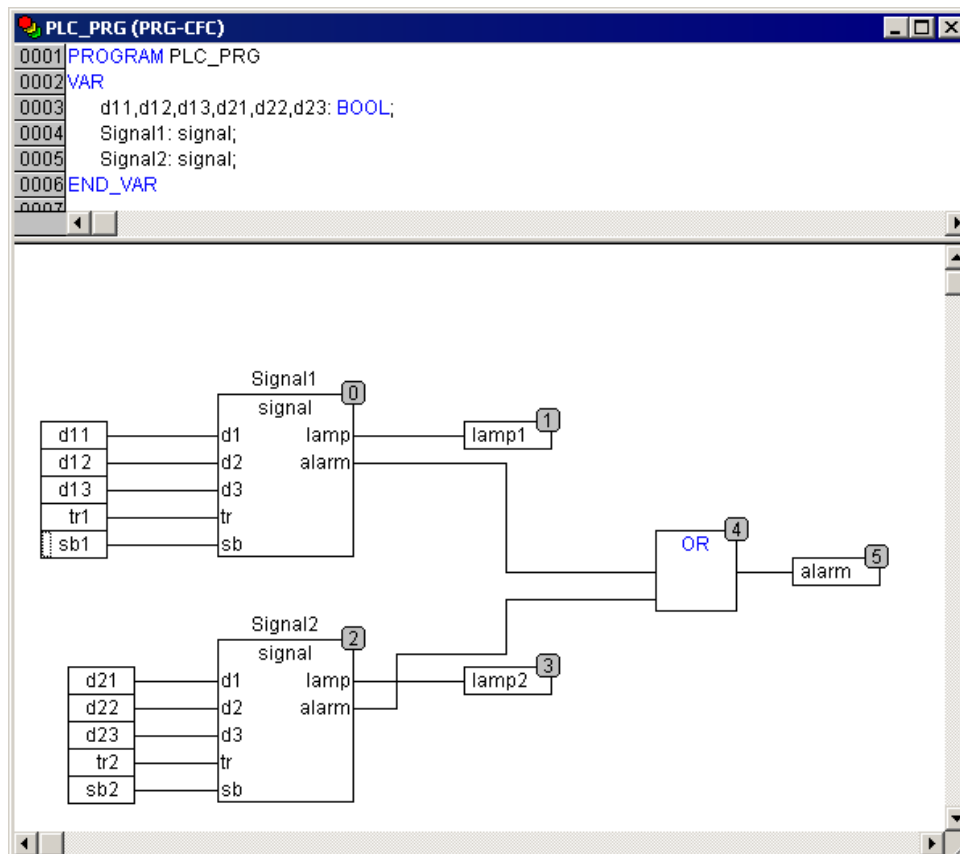 PLC_PRG (PRG-CFC)
0001 PROGRAM PLC_PRG
0002 VAR
0003 d11,d12,d13,d21,d22,d23: BOOL;
0004 Signal1: signal;
0005 Signal2: signal;
0006 END_VAR
0007
Signal1
0
signal
1
d11 d1 lamp lamp1
d12 d2 alarm
d13 d3
tr1 tr
sb1 sb
4
OR
5
alarm
Signal2
2
signal
3
d21 d1 lamp lamp2
d22 d2 alarm
d23 d3
tr2 tr
sb2 sb